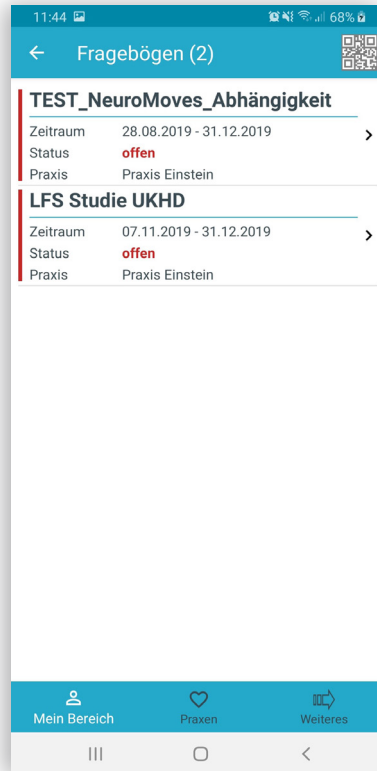 11:44 68%
Fragebögen (2)
TEST_NeuroMoves_Abhängigkeit
Zeitraum 28.08.2019 - 31.12.2019
Status offen
Praxis Praxis Einstein
LFS Studie UKHD
Zeitraum 07.11.2019 - 31.12.2019
Status offen
Praxis Praxis Einstein
Mein Bereich Praxen Weiteres